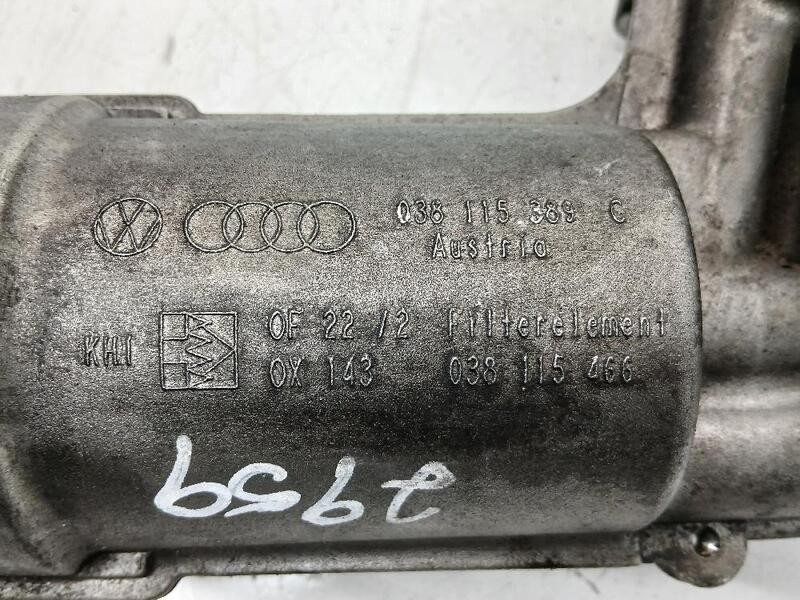 038 115 389 C
Austria
KHI OF 22 /2 Filterelement
OX 143 038 115 466
2959